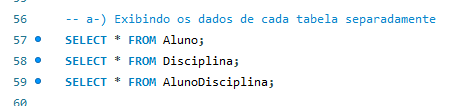 56 -- a-) Exibindo os dados de cada tabela separadamente
57 SELECT * FROM Aluno;
58 SELECT * FROM Disciplina;
59 SELECT * FROM AlunoDisciplina;
60